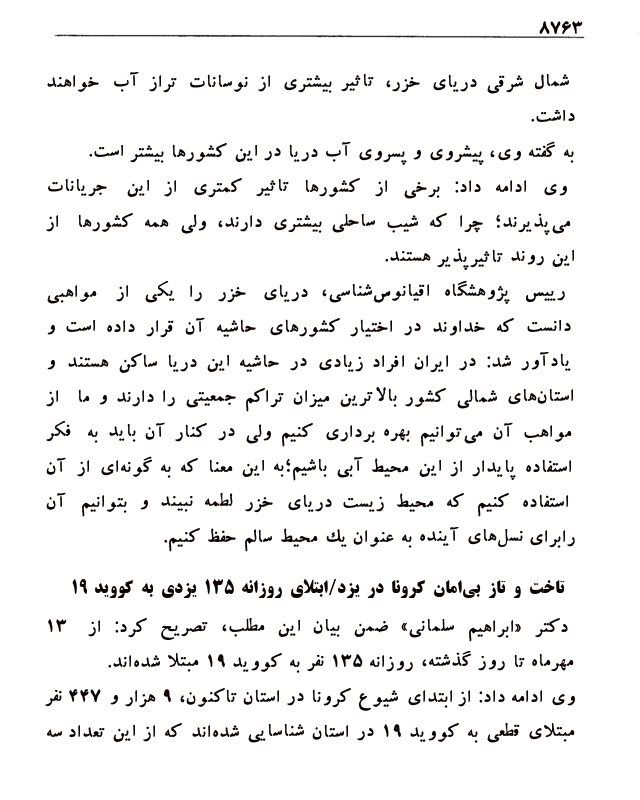 ۸۷۶۳
شمال شرقی دریای خزر، تاثیر بیشتری از نوسانات تراز آب خواهند
داشت.
به گفته وی، پیشروی و پسروی آب دریا در این کشورها بیشتر است.
وی ادامه داد: برخی از کشورها تاثیر کمتری از این جریانات
می‌پذیرند؛ چرا که شیب ساحلی بیشتری دارند، ولی همه کشورها از
این روند تاثیرپذیر هستند.
رییس پژوهشگاه اقیانوس‌شناسی، دریای خزر را یکی از مواهبی
دانست که خداوند در اختیار کشورهای حاشیه آن قرار داده است و
یادآور شد: در ایران افراد زیادی در حاشیه این دریا ساکن هستند و
استان‌های شمالی کشور بالاترین میزان تراکم جمعیتی را دارند و ما از
مواهب آن می‌توانیم بهره برداری کنیم ولی در کنار آن باید به فکر
استفاده پایدار از این محیط آبی باشیم؛به این معنا که به گونه‌ای از آن
استفاده کنیم که محیط زیست دریای خزر لطمه نبیند و بتوانیم آن
رابرای نسل‌های آینده به عنوان یك محیط سالم حفظ کنیم.
تاخت و تاز بی‌امان کرونا در یزد/ابتلای روزانه ۱۳۵ یزدی به کووید ۱۹
دکتر «ابراهیم سلمانی» ضمن بیان این مطلب، تصریح کرد: از ۱۳
مهرماه تا روز گذشته، روزانه ۱۳۵ نفر به کووید ۱۹ مبتلا شده‌اند.
وی ادامه داد: از ابتدای شیوع کرونا در استان تاکنون، ۹ هزار و ۴۴۷ نفر
مبتلای قطعی به کووید ۱۹ در استان شناسایی شده‌اند که از این تعداد سه